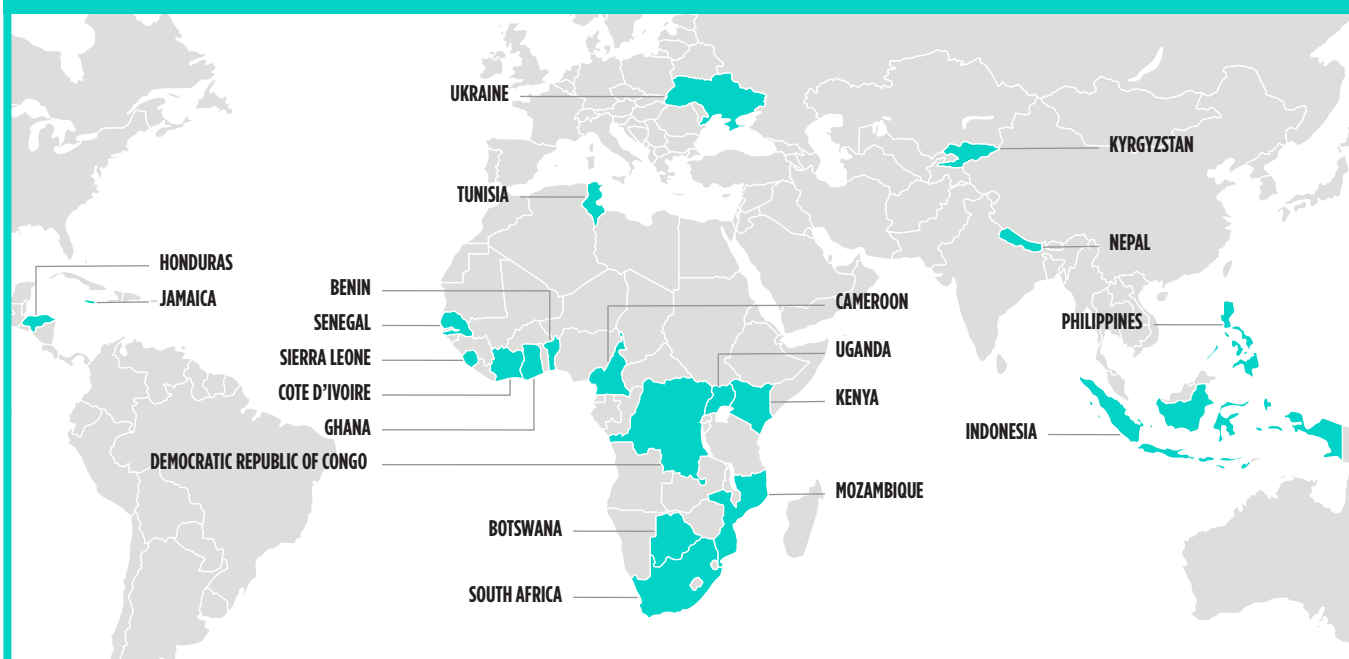 UKRAINE
KYRGYZSTAN
TUNISIA
NEPAL
HONDURAS
JAMAICA
BENIN
CAMEROON
SENEGAL
PHILIPPINES
UGANDA
SIERRA LEONE
COTE D'IVOIRE
KENYA
GHANA
INDONESIA
DEMOCRATIC REPUBLIC OF CONGO
MOZAMBIQUE
BOTSWANA
SOUTH AFRICA